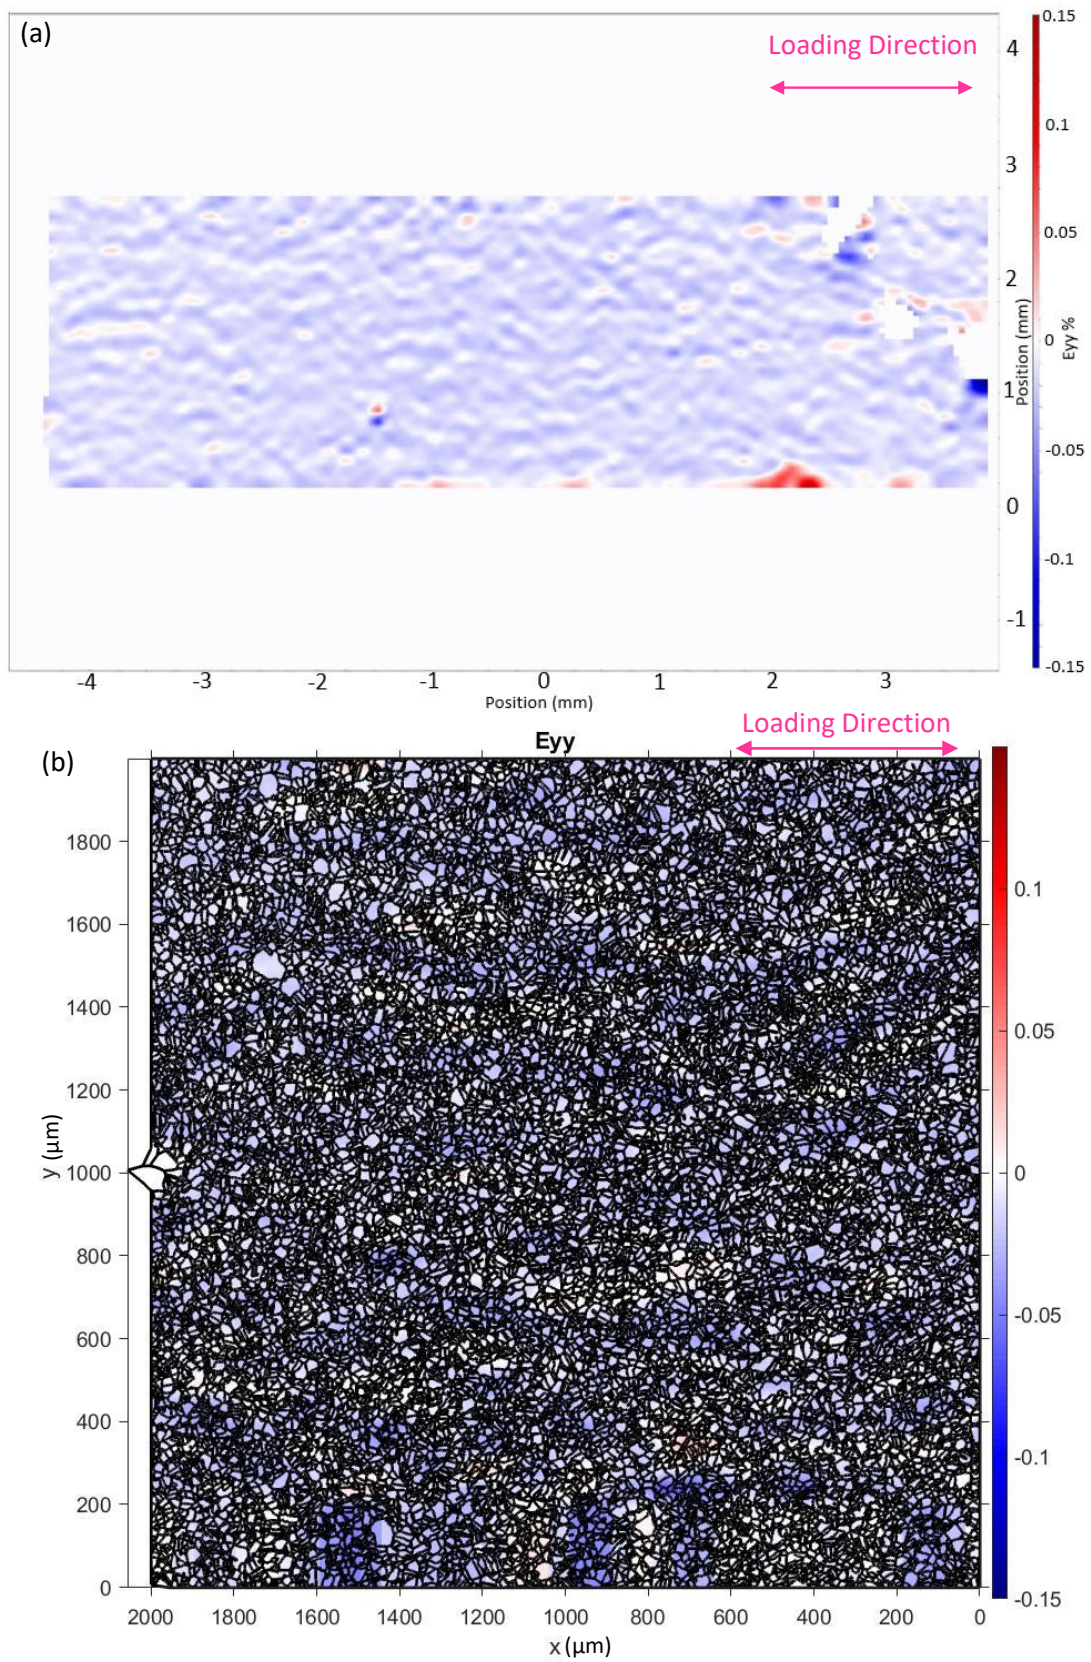 (a)
Loading Direction
0.15
4
0.1
3
0.05
2
Position (mm)
0
Eyy %
1
-0.05
0
-0.1
-1
-0.15
-4 -3 -2 -1 0 1 2 3
Position (mm)
Loading Direction
(b)
Eyy
1800
0.1
1600
1400
0.05
1200
y (μm)
1000
0
800
600
-0.05
400
-0.1
200
0
-0.15
2000 1800 1600 1400 1200 1000 800 600 400 200 0
x (μm)